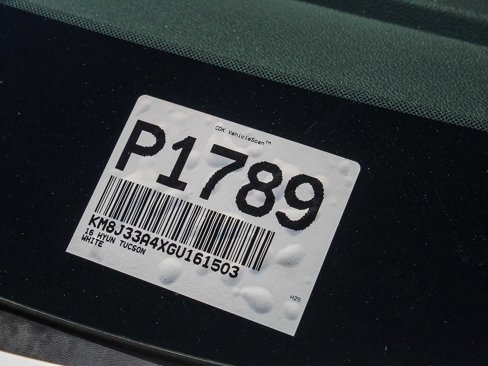 CDK VehicleScan™
P1789
KM8J33A4XGU161503
16 HYUN TUCSON
WHITE
H25